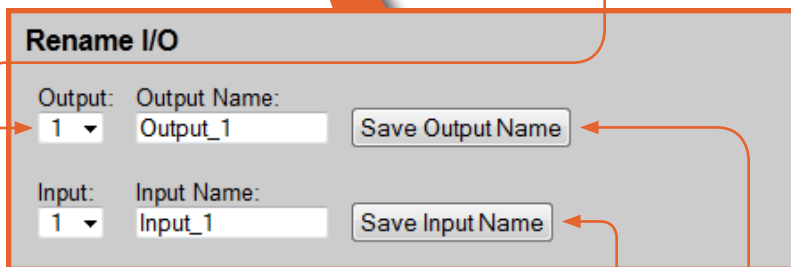 Rename I/O
Output: Output Name:
1 Output_1 Save Output Name
Input: Input Name:
1 Input_1 Save Input Name